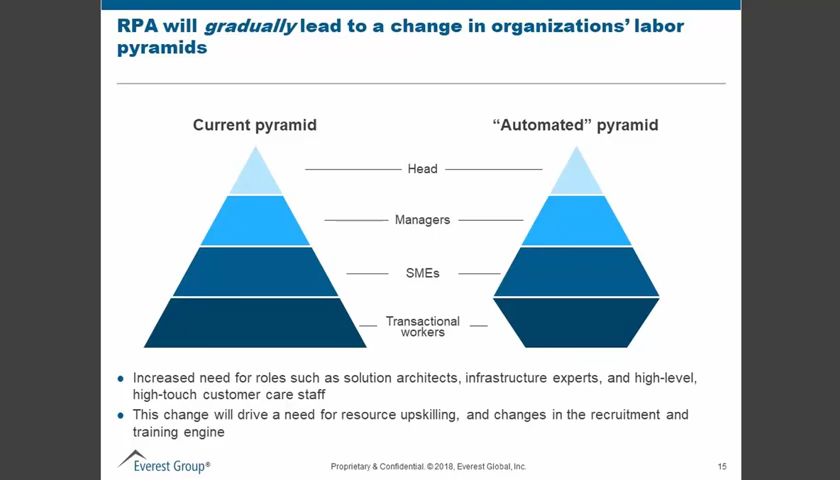 RPA will gradually lead to a change in organizations’ labor
pyramids
Current pyramid
“Automated” pyramid
Head
Managers
SMEs
Transactional
workers
Increased need for roles such as solution architects, infrastructure experts, and high-level,
high-touch customer care staff
This change will drive a need for resource upskilling, and changes in the recruitment and
training engine
Everest Group®
Proprietary & Confidential. © 2018, Everest Global, Inc.
15